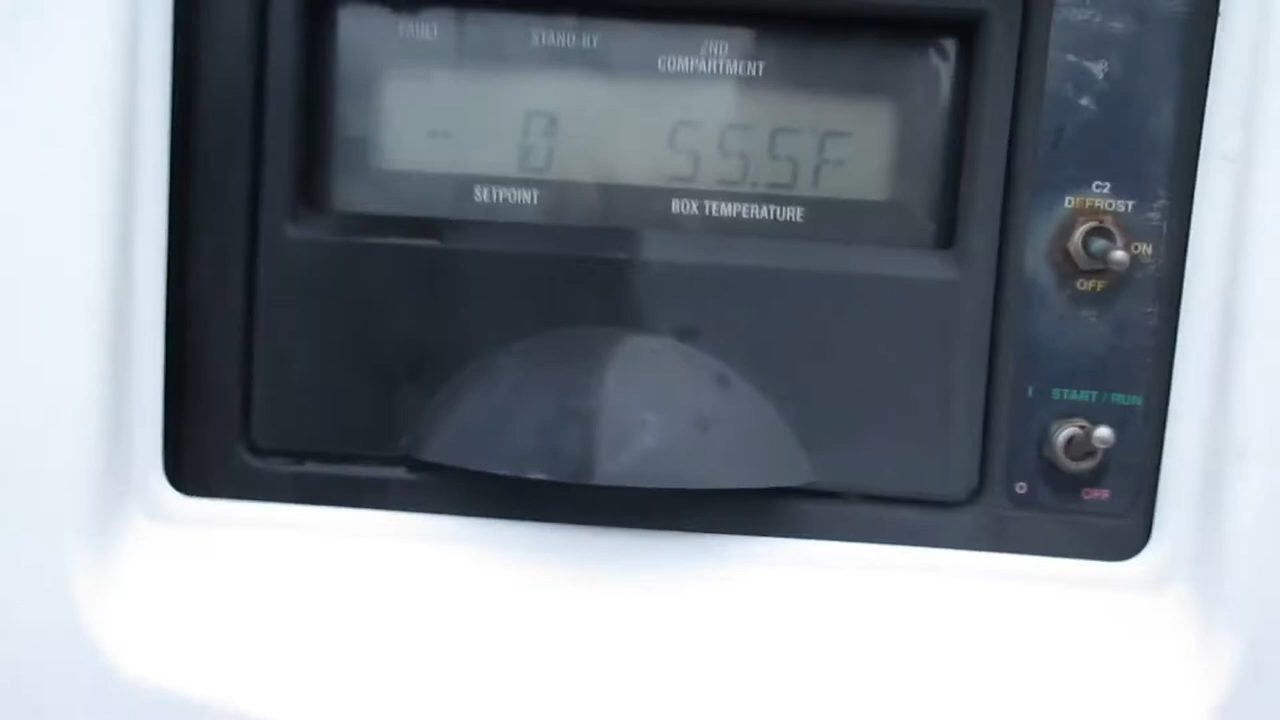 FAULT STAND-BY 2ND
COMPARTMENT
- 0 55.5F
SETPOINT BOX TEMPERATURE
C2
DEFROST
ON
OFF
I START / RUN
O OFF